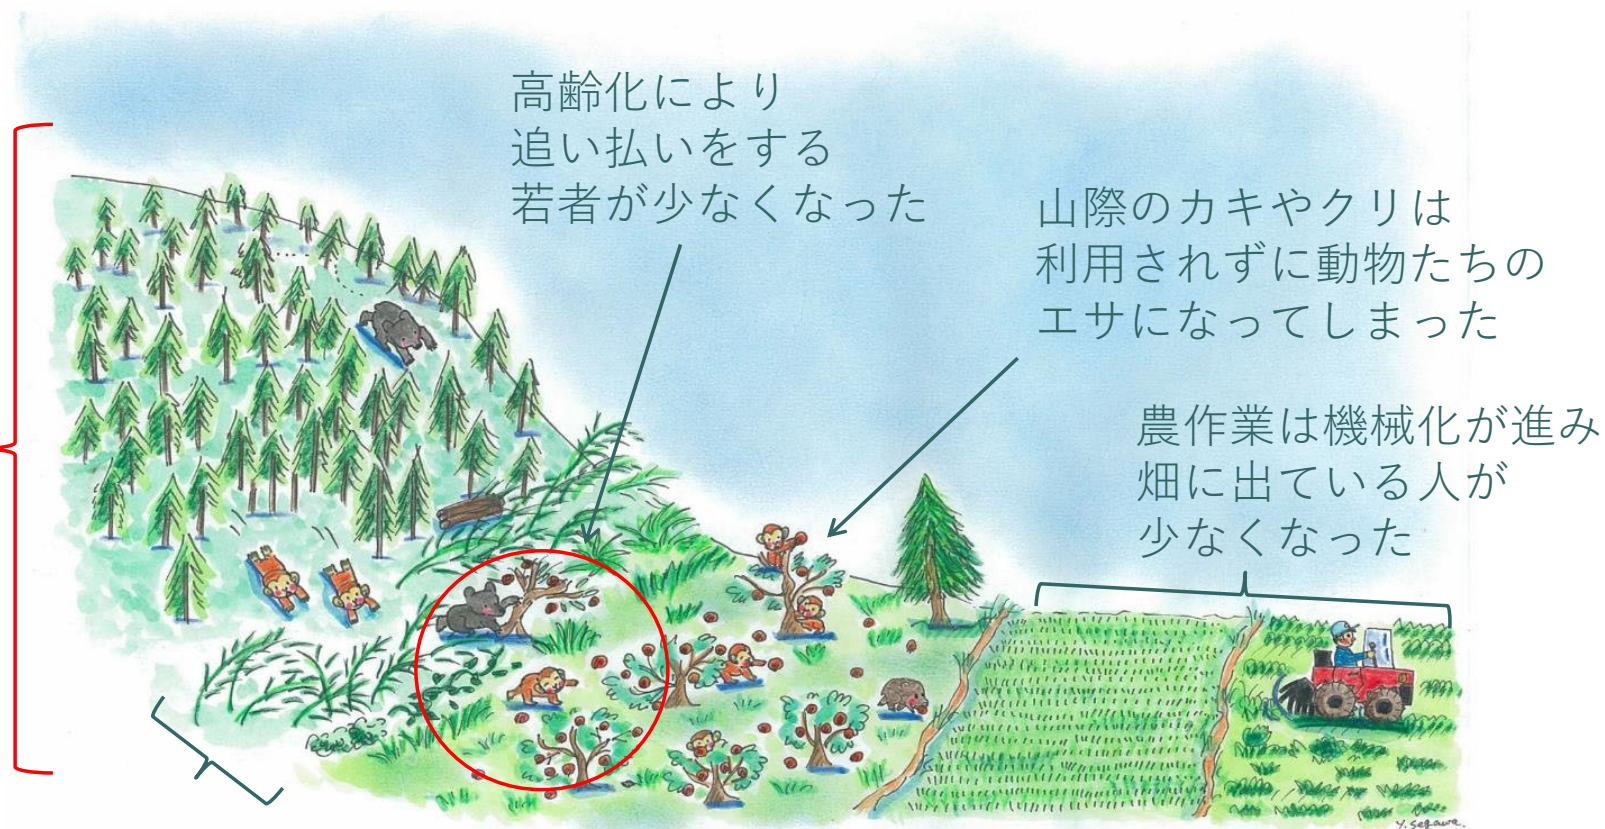 高齢化により
追い払いをする
若者が少なくなった
山際のカキやクリは
利用されずに動物たちの
エサになってしまった
農作業は機械化が進み
畑に出ている人が
少なくなった
Y. Segawa.